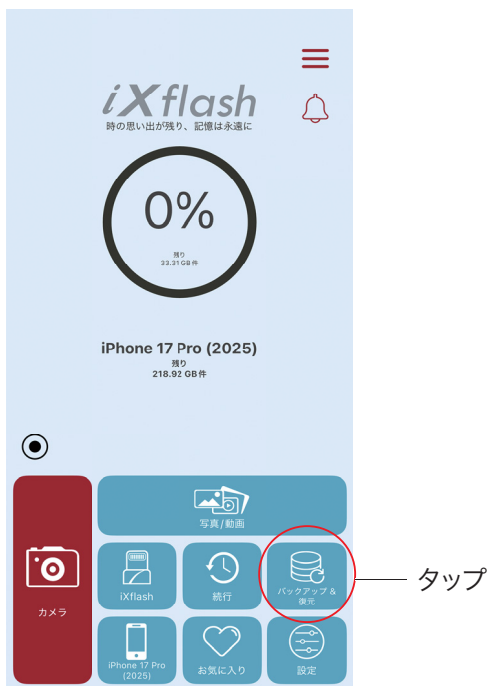 iXflash
時の思い出が残り、記憶は永遠に
0%
残り
33.31 GB 件
iPhone 17 Pro (2025)
残り
218.92 GB 件
写真/動画
カメラ
iXflash
続行
バックアップ &
復元
タップ
iPhone 17 Pro
(2025)
お気に入り
設定